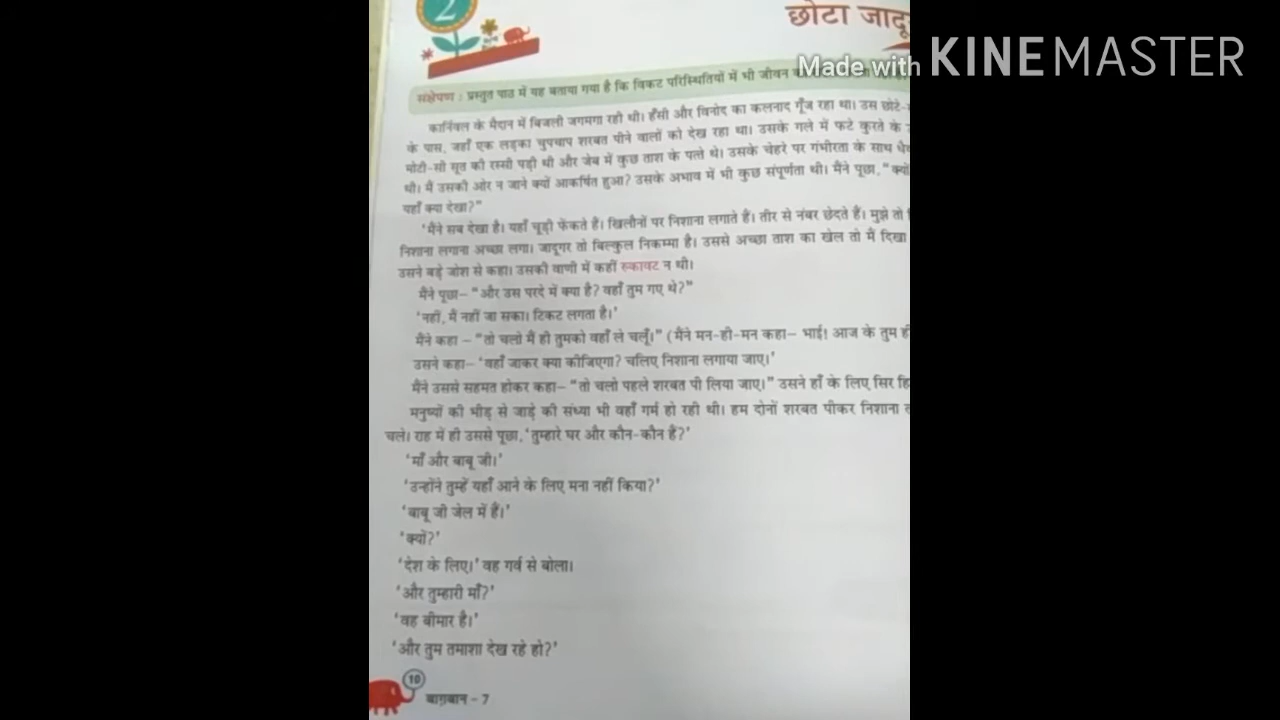 2
छोटा जादू
Made with KINEMASTER
संक्षेपण : प्रस्तुत पाठ में यह बताया गया है कि विकट परिस्थितियों में भी जीवन
कार्निवल के मैदान में बिजली जगमगा रही थी। हँसी और विनोद का कलनाद गूँज रहा था। उस छोटे-
के पास, जहाँ एक लड़का चुपचाप शरबत पीने वालों को देख रहा था। उसके गले में फटे कुरते के
मोटी-सी सूत की रस्सी पड़ी थी और जेब में कुछ ताश के पत्ते थे। उसके चेहरे पर गंभीरता के साथ
थी। मैं उसकी ओर न जाने क्यों आकर्षित हुआ? उसके अभाव में भी कुछ संपूर्णता थी। मैंने पूछा, "क्यों
यहाँ क्या देखा?"
'मैंने सब देखा है। यहाँ चूड़ी फेंकते हैं। खिलौनों पर निशाना लगाते हैं। तीर से नंबर छेदते हैं। मुझे तो
निशाना लगाना अच्छा लगा। जादूगर तो बिल्कुल निकम्मा है। उससे अच्छा ताश का खेल तो मैं दिखा
उसने बड़े जोश से कहा। उसकी वाणी में कहीं रुकावट न थी।
मैंने पूछा– "और उस परदे में क्या है? वहाँ तुम गए थे?"
'नहीं, मैं नहीं जा सका। टिकट लगता है।'
मैंने कहा – "तो चलो मैं ही तुमको वहाँ ले चलूँ।" (मैंने मन-ही-मन कहा– भाई! आज के तुम ही
उसने कहा– 'वहाँ जाकर क्या कीजिएगा? चलिए निशाना लगाया जाए।'
मैंने उससे सहमत होकर कहा– "तो चलो पहले शरबत पी लिया जाए।" उसने हाँ के लिए सिर
मनुष्यों की भीड़ से जाड़े की संध्या भी वहाँ गर्म हो रही थी। हम दोनों शरबत पीकर निशाना
चले। राह में ही उससे पूछा, 'तुम्हारे घर और कौन-कौन हैं?'
'माँ और बाबू जी।'
'उन्होंने तुम्हें यहाँ आने के लिए मना नहीं किया?'
'बाबू जी जेल में हैं।'
'क्यों?'
'देश के लिए।' वह गर्व से बोला।
'और तुम्हारी माँ?'
'वह बीमार है।'
'और तुम तमाशा देख रहे हो?'
10
बाग़बान – 7